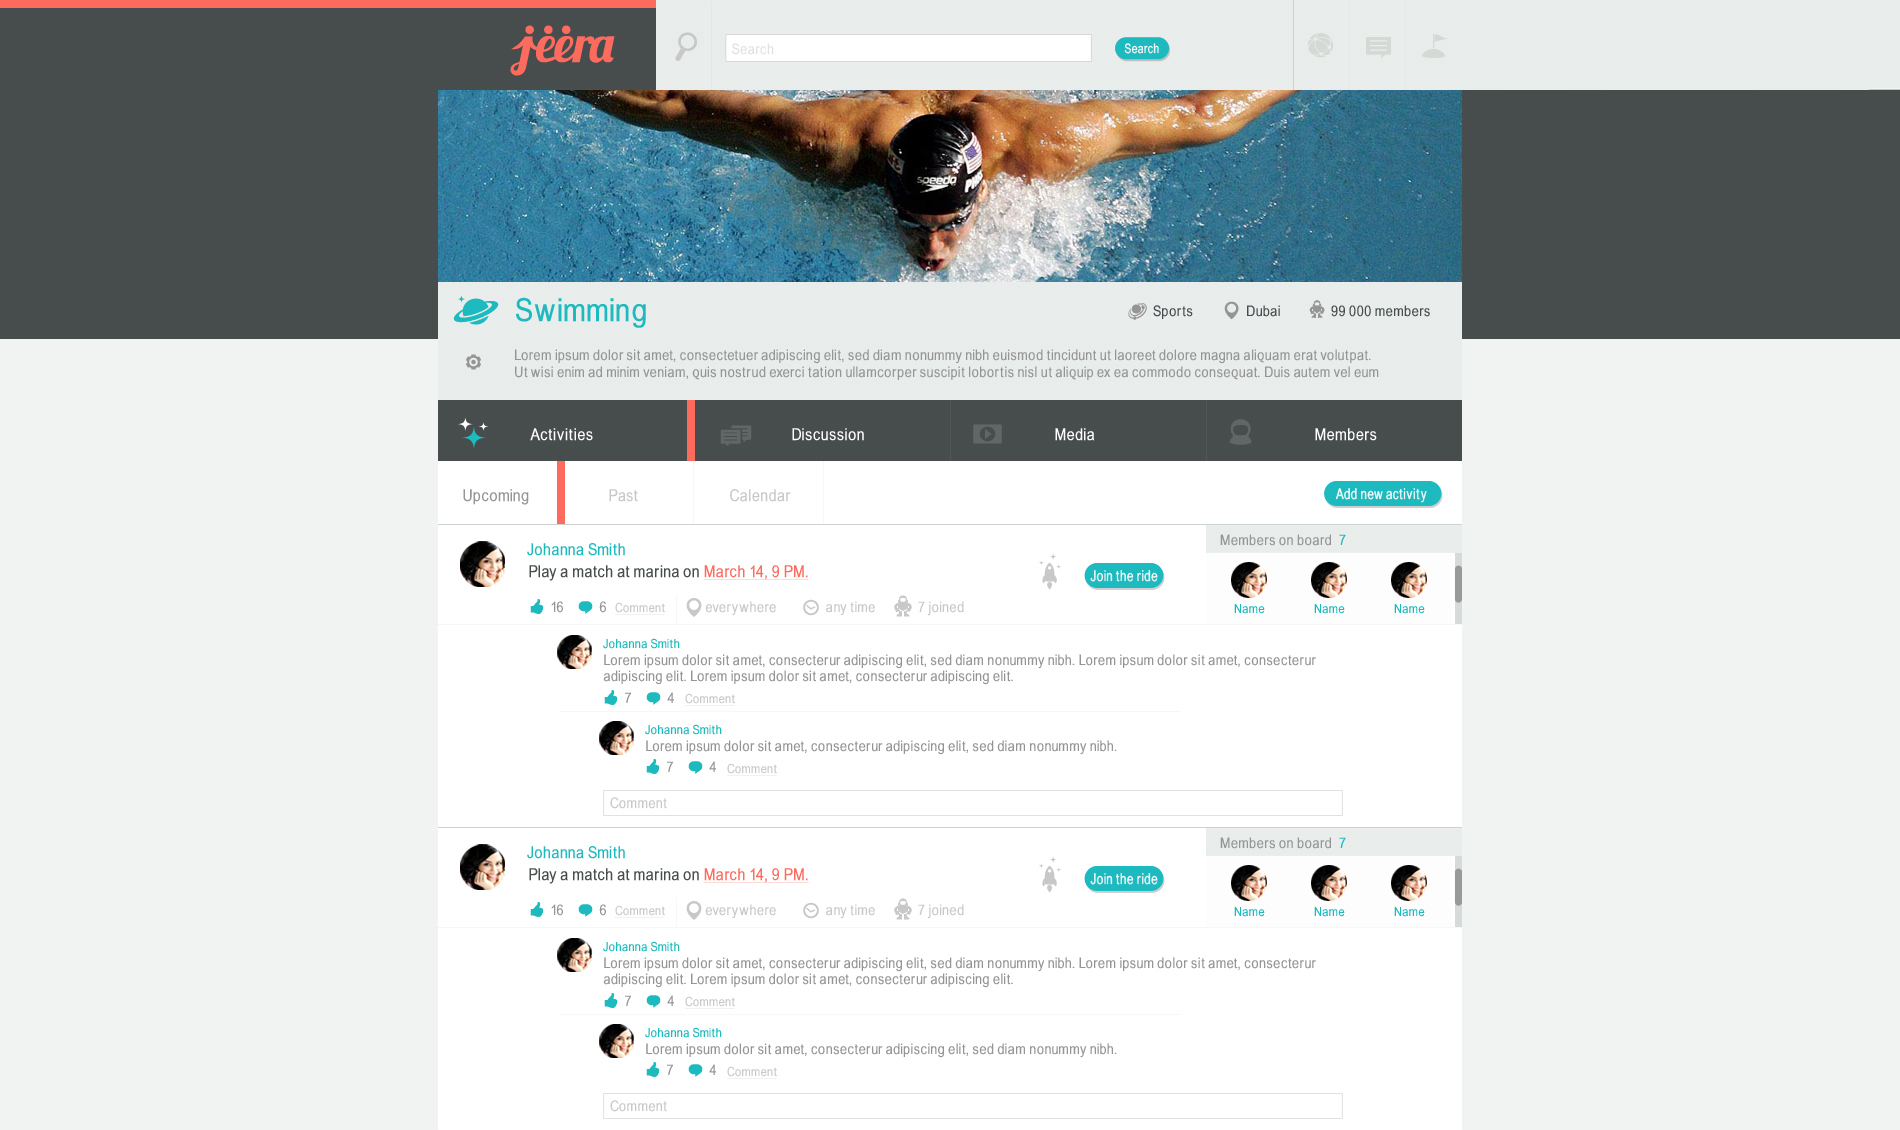 jëëra
Search
Search
speedo
Swimming
Sports
Dubai
99 000 members
Lorem ipsum dolor sit amet, consectetuer adipiscing elit, sed diam nonummy nibh euismod tincidunt ut laoreet dolore magna aliquam erat volutpat.
Ut wisi enim ad minim veniam, quis nostrud exerci tation ullamcorper suscipit lobortis nisl ut aliquip ex ea commodo consequat. Duis autem vel eum
Activities
Discussion
Media
Members
Upcoming
Past
Calendar
Add new activity
Johanna Smith
Play a match at marina on March 14, 9 PM.
Join the ride
16 6 Comment everywhere any time 7 joined
Members on board 7
Name Name Name
Johanna Smith
Lorem ipsum dolor sit amet, consecterur adipiscing elit, sed diam nonummy nibh. Lorem ipsum dolor sit amet, consecterur
adipiscing elit. Lorem ipsum dolor sit amet, consecterur adipiscing elit.
7 4 Comment
Johanna Smith
Lorem ipsum dolor sit amet, consecterur adipiscing elit, sed diam nonummy nibh.
7 4 Comment
Comment
Johanna Smith
Play a match at marina on March 14, 9 PM.
Join the ride
16 6 Comment everywhere any time 7 joined
Members on board 7
Name Name Name
Johanna Smith
Lorem ipsum dolor sit amet, consecterur adipiscing elit, sed diam nonummy nibh. Lorem ipsum dolor sit amet, consecterur
adipiscing elit. Lorem ipsum dolor sit amet, consecterur adipiscing elit.
7 4 Comment
Johanna Smith
Lorem ipsum dolor sit amet, consecterur adipiscing elit, sed diam nonummy nibh.
7 4 Comment
Comment